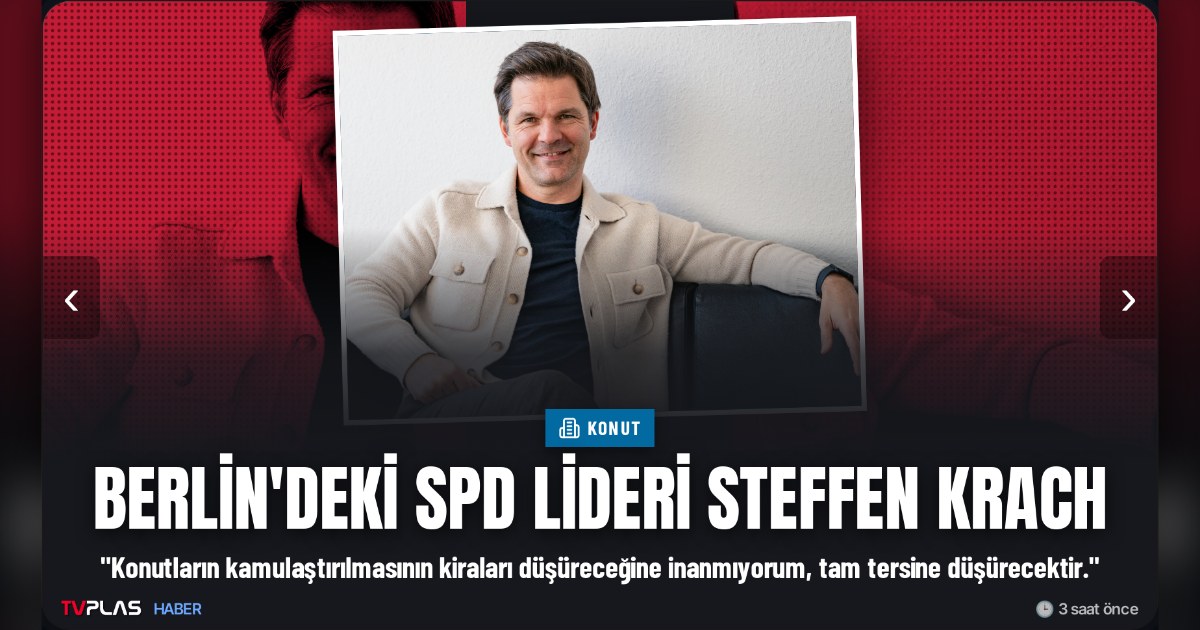 KONUT
BERLİN'DEKİ SPD LİDERİ STEFFEN KRACH
"Konutların kamulaştırılmasının kiraları düşüreceğine inanmıyorum, tam tersine düşürecektir."
TVPLAS HABER
3 saat önce